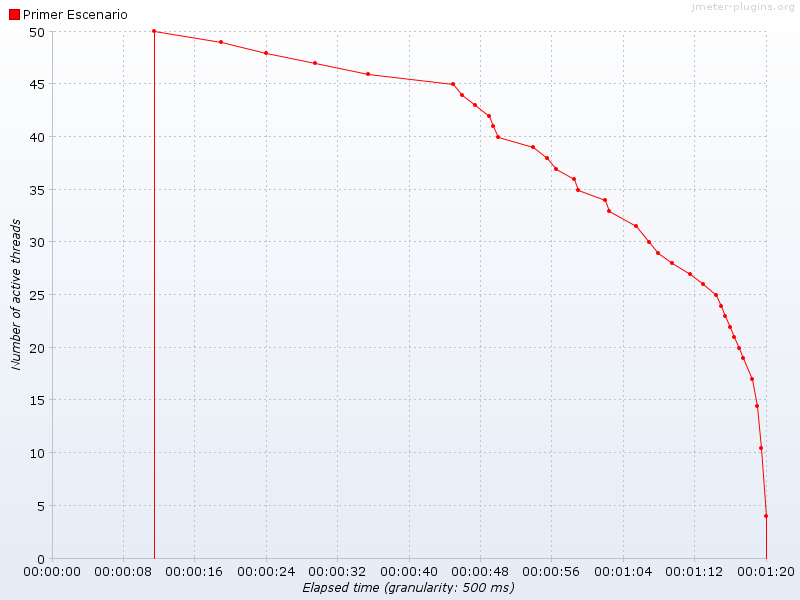 jmeter-plugins.org
Primer Escenario
50
45
40
35
30
25
20
15
10
5
0
Number of active threads
00:00:00 00:00:08 00:00:16 00:00:24 00:00:32 00:00:40 00:00:48 00:00:56 00:01:04 00:01:12 00:01:20
Elapsed time (granularity: 500 ms)